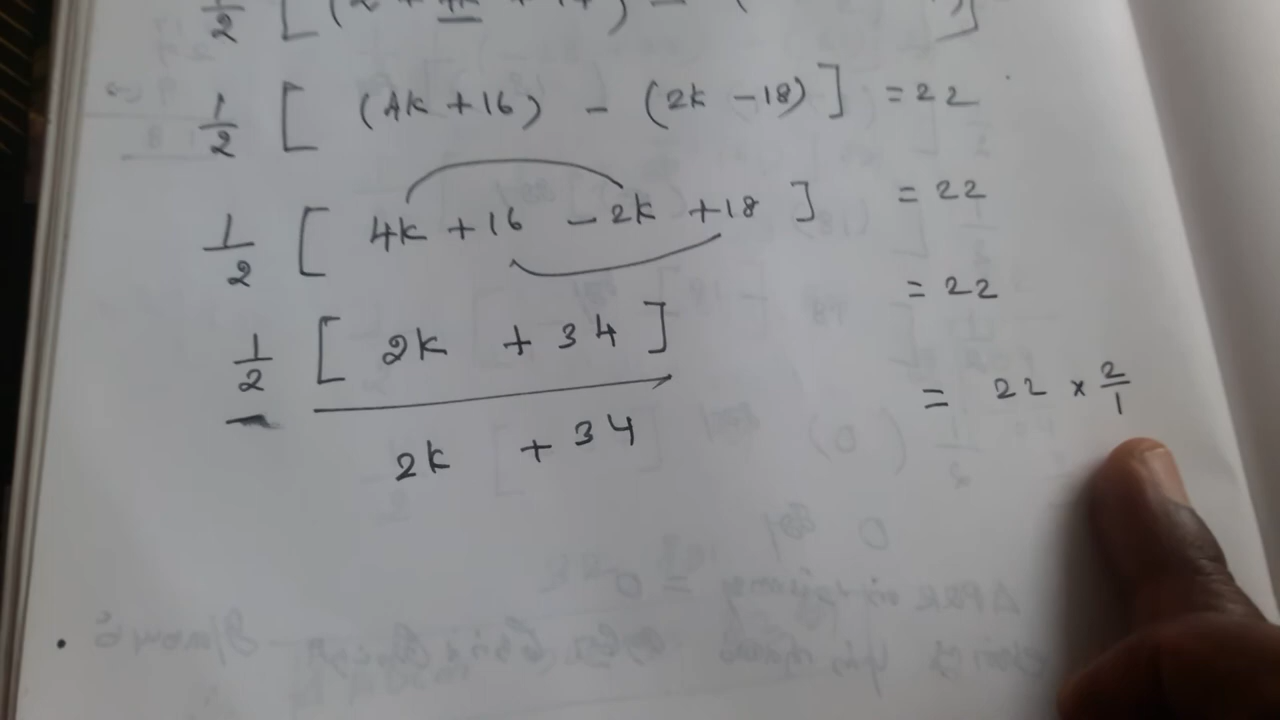 1/2 [ (4k + 16) - (2k - 18) ] = 22
1/2 [ 4k + 16 - 2k + 18 ] = 22
1/2 [ 2k + 34 ] = 22
2k + 34 = 22 × 2/1